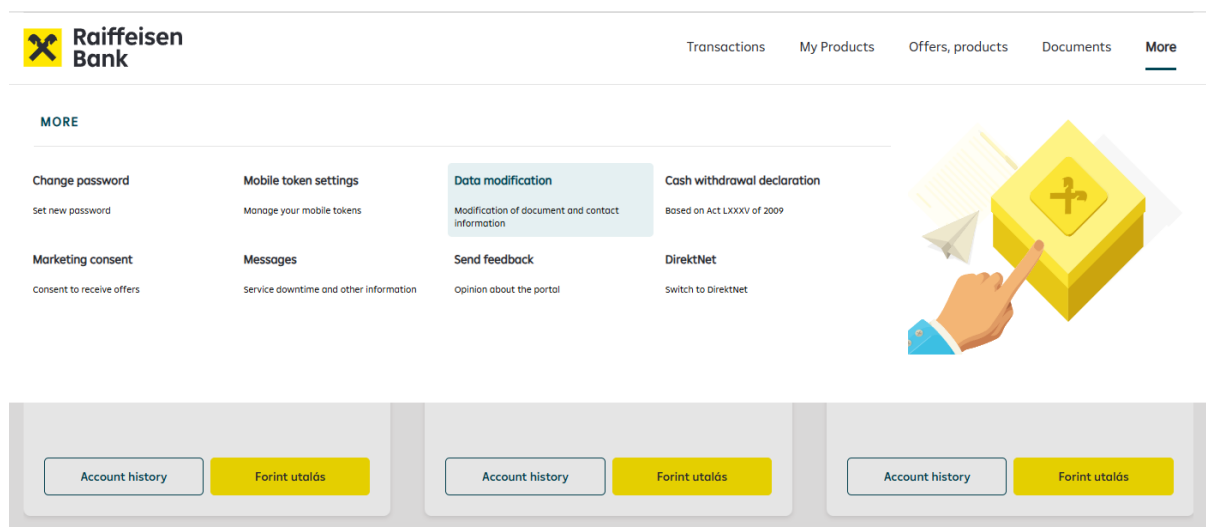 Raiffeisen
Bank
Transactions My Products Offers, products Documents More
MORE
Change password Mobile token settings Data modification Cash withdrawal declaration
Set new password Manage your mobile tokens Modification of document and contact information Based on Act LXXXV of 2009
Marketing consent Messages Send feedback DirektNet
Consent to receive offers Service downtime and other information Opinion about the portal Switch to DirektNet
Account history Forint utalás Account history Forint utalás Account history Forint utalás